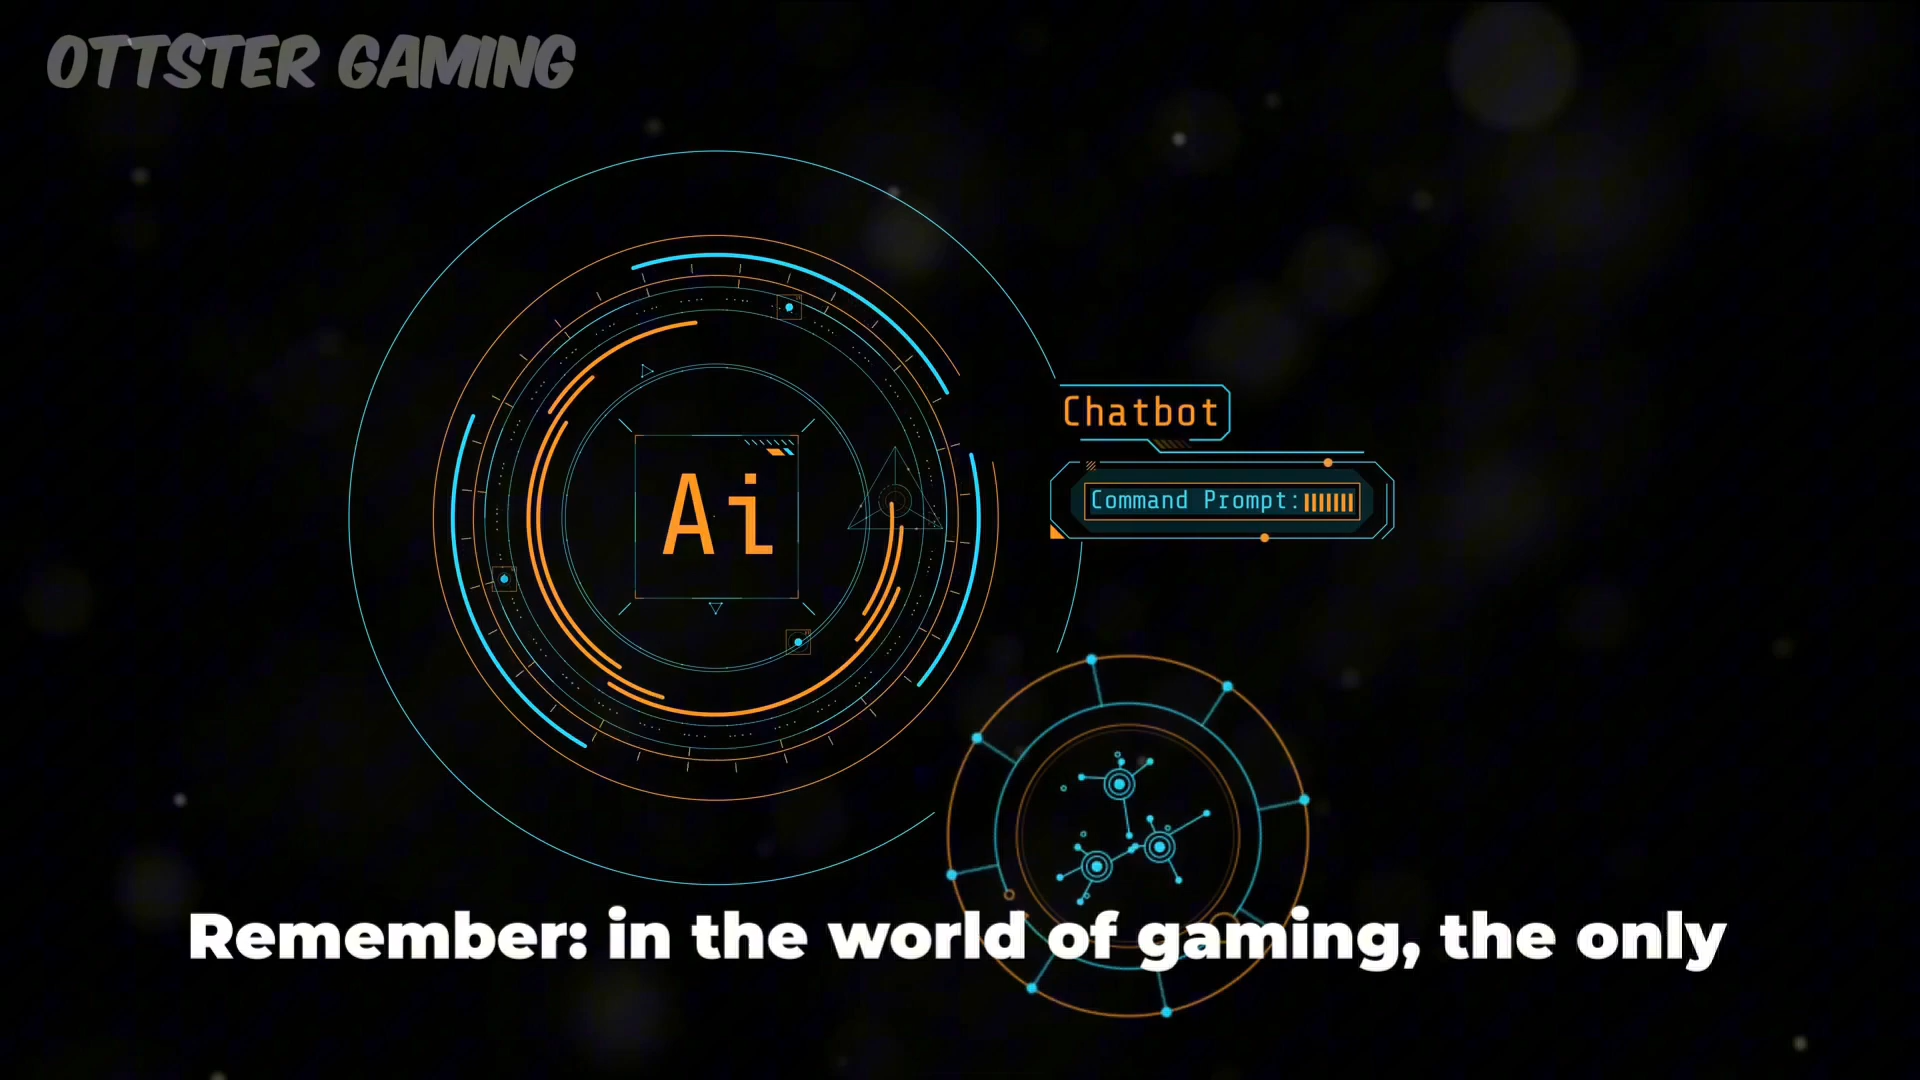 OTTSTER GAMING
Chatbot
Ai
Command Prompt:
Remember: in the world of gaming, the only